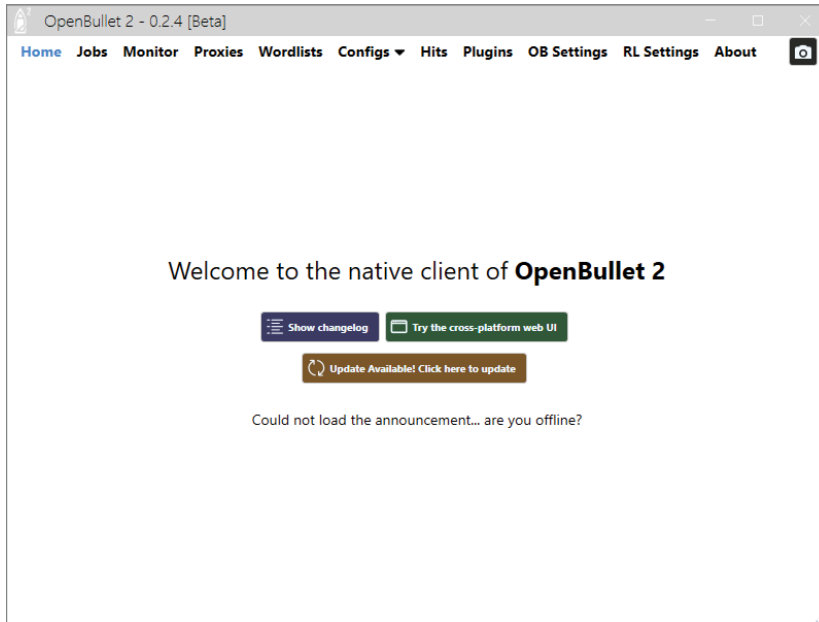 OpenBullet 2 - 0.2.4 [Beta]
Home Jobs Monitor Proxies Wordlists Configs Hits Plugins OB Settings RL Settings About
Welcome to the native client of OpenBullet 2
Show changelog Try the cross-platform web UI
Update Available! Click here to update
Could not load the announcement... are you offline?